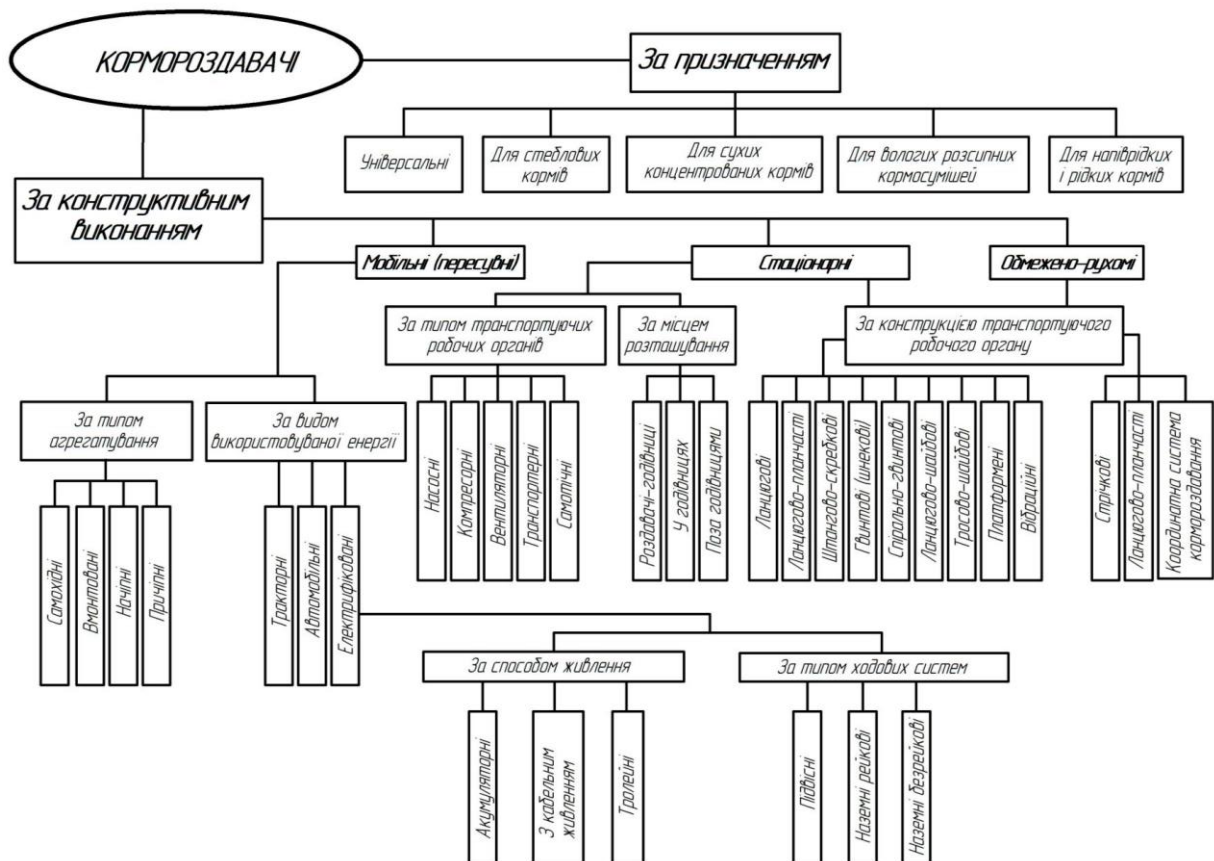 КОРМОРОЗДАВАЧІ
За призначенням
Універсальні
Для стеблових
кормів
Для сухих
концентрованих кормів
Для вологих розсипних
кормосумішей
Для напіврідких
і рідких кормів
За конструктивним
виконанням
Мобільні (пересувні)
Стаціонарні
Обмежено-рухомі
За типом транспортуючих
робочих органів
За місцем
розташування
За конструкцією транспортуючого
робочого органу
За типом
агрегатування
За видом
використовуваної енергії
Насосні
Компресорні
Вентиляторні
Транспортерні
Самотічні
Роздавачі-годівниці
У годівницях
Поза годівницями
Ланцюгові
Ланцюгово-планчасті
Штангово-скребкові
Гвинтові (шнекові)
Спірально-гвинтові
Ланцюгово-шайбові
Тросово-шайбові
Платформені
Вібраційні
Стрічкові
Ланцюгово-планчасті
Координатна система
кормороздавання
Самохідні
Вмонтовані
Начіпні
Причіпні
Тракторні
Автомобільні
Електрифіковані
За способом живлення
За типом ходових систем
Акумуляторні
З кабельним
живленням
Тролейні
Підвісні
Наземні рейкові
Наземні безрейкові